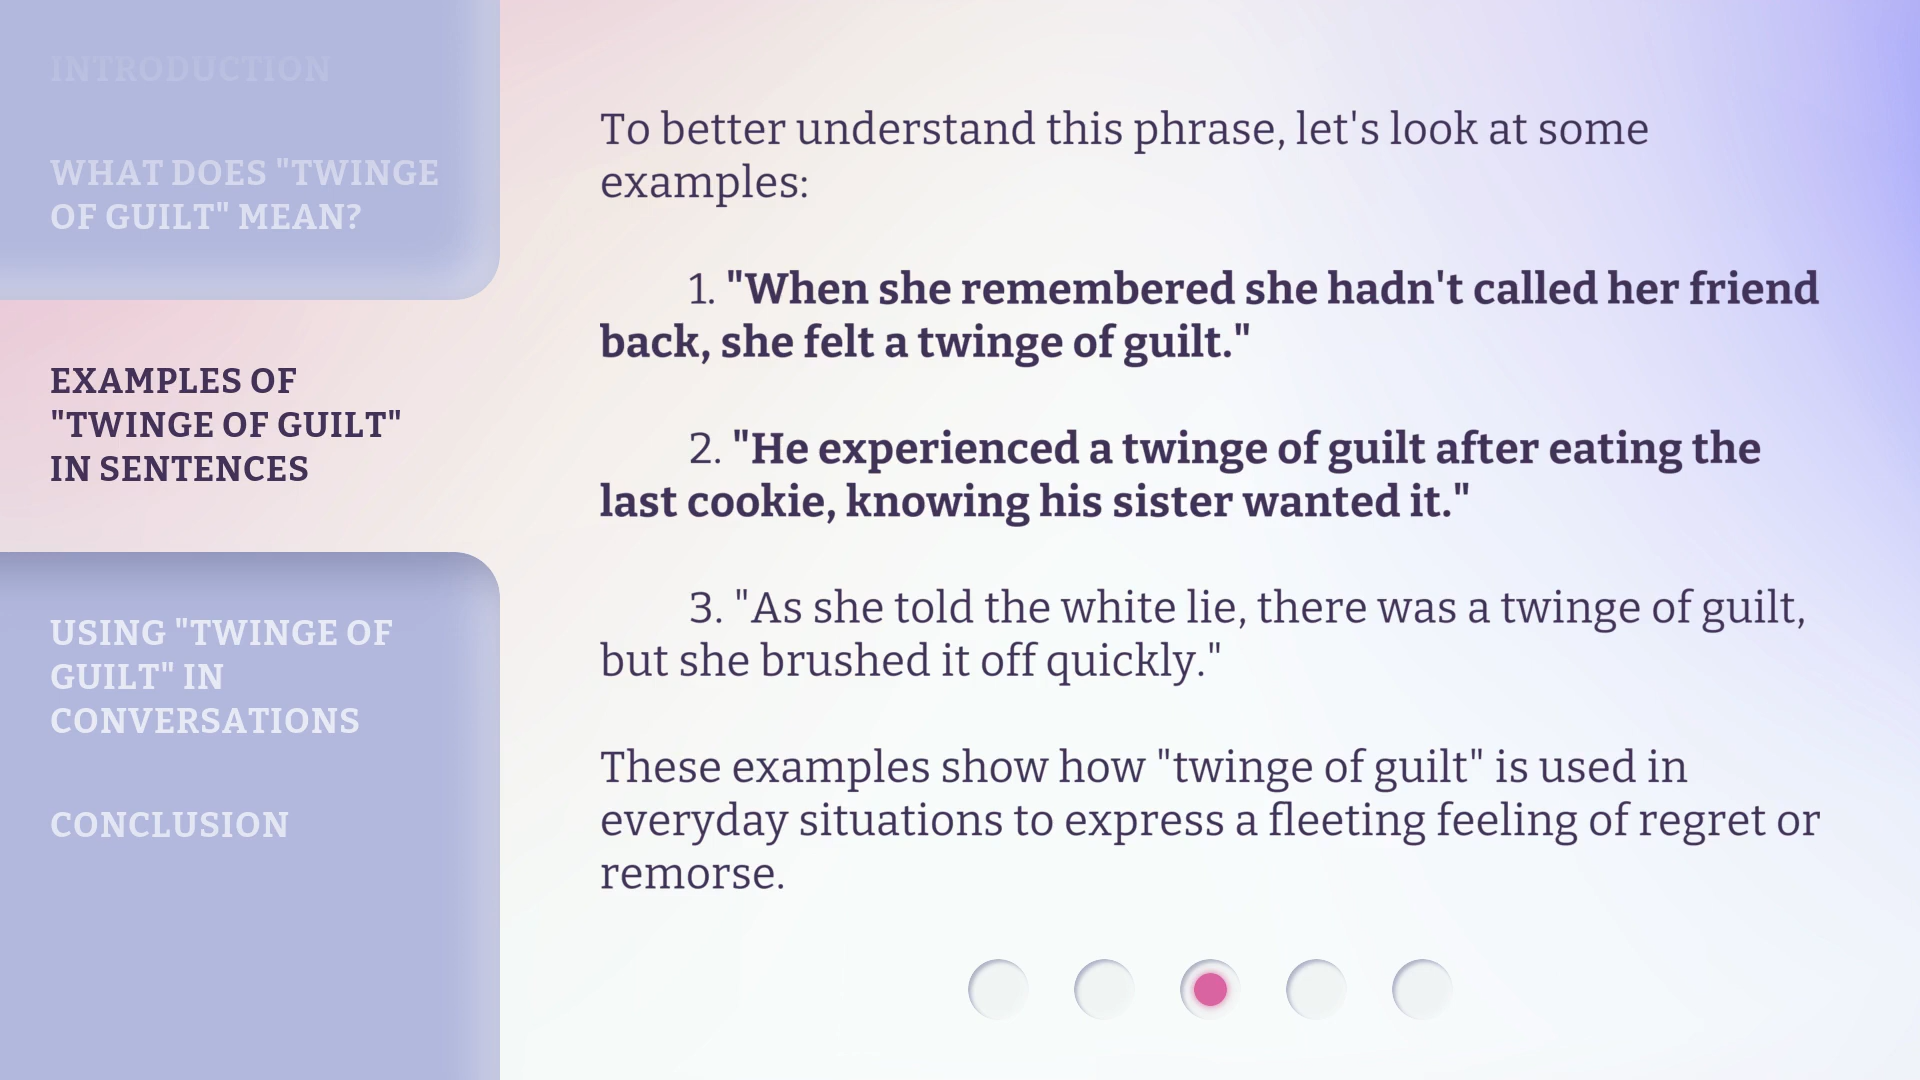 INTRODUCTION
WHAT DOES "TWINGE
OF GUILT" MEAN?
EXAMPLES OF
"TWINGE OF GUILT"
IN SENTENCES
USING "TWINGE OF
GUILT" IN
CONVERSATIONS
CONCLUSION
To better understand this phrase, let's look at some
examples:
1. "When she remembered she hadn't called her friend
back, she felt a twinge of guilt."
2. "He experienced a twinge of guilt after eating the
last cookie, knowing his sister wanted it."
3. "As she told the white lie, there was a twinge of guilt,
but she brushed it off quickly."
These examples show how "twinge of guilt" is used in
everyday situations to express a fleeting feeling of regret or
remorse.